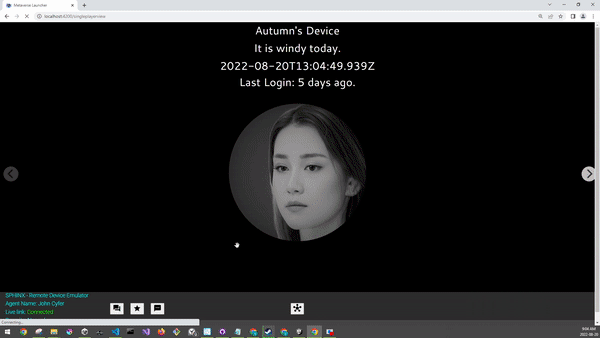 Metaverse Launcher
localhost:4200/singleplayerview
Autumn's Device
It is windy today.
2022-08-20T13:04:49.939Z
Last Login: 5 days ago.
SPHINX - Remote Device Emulator
Agent Name: John Cyfer
Live link: Connected
Connecting...
9:04 AM
2022-08-20